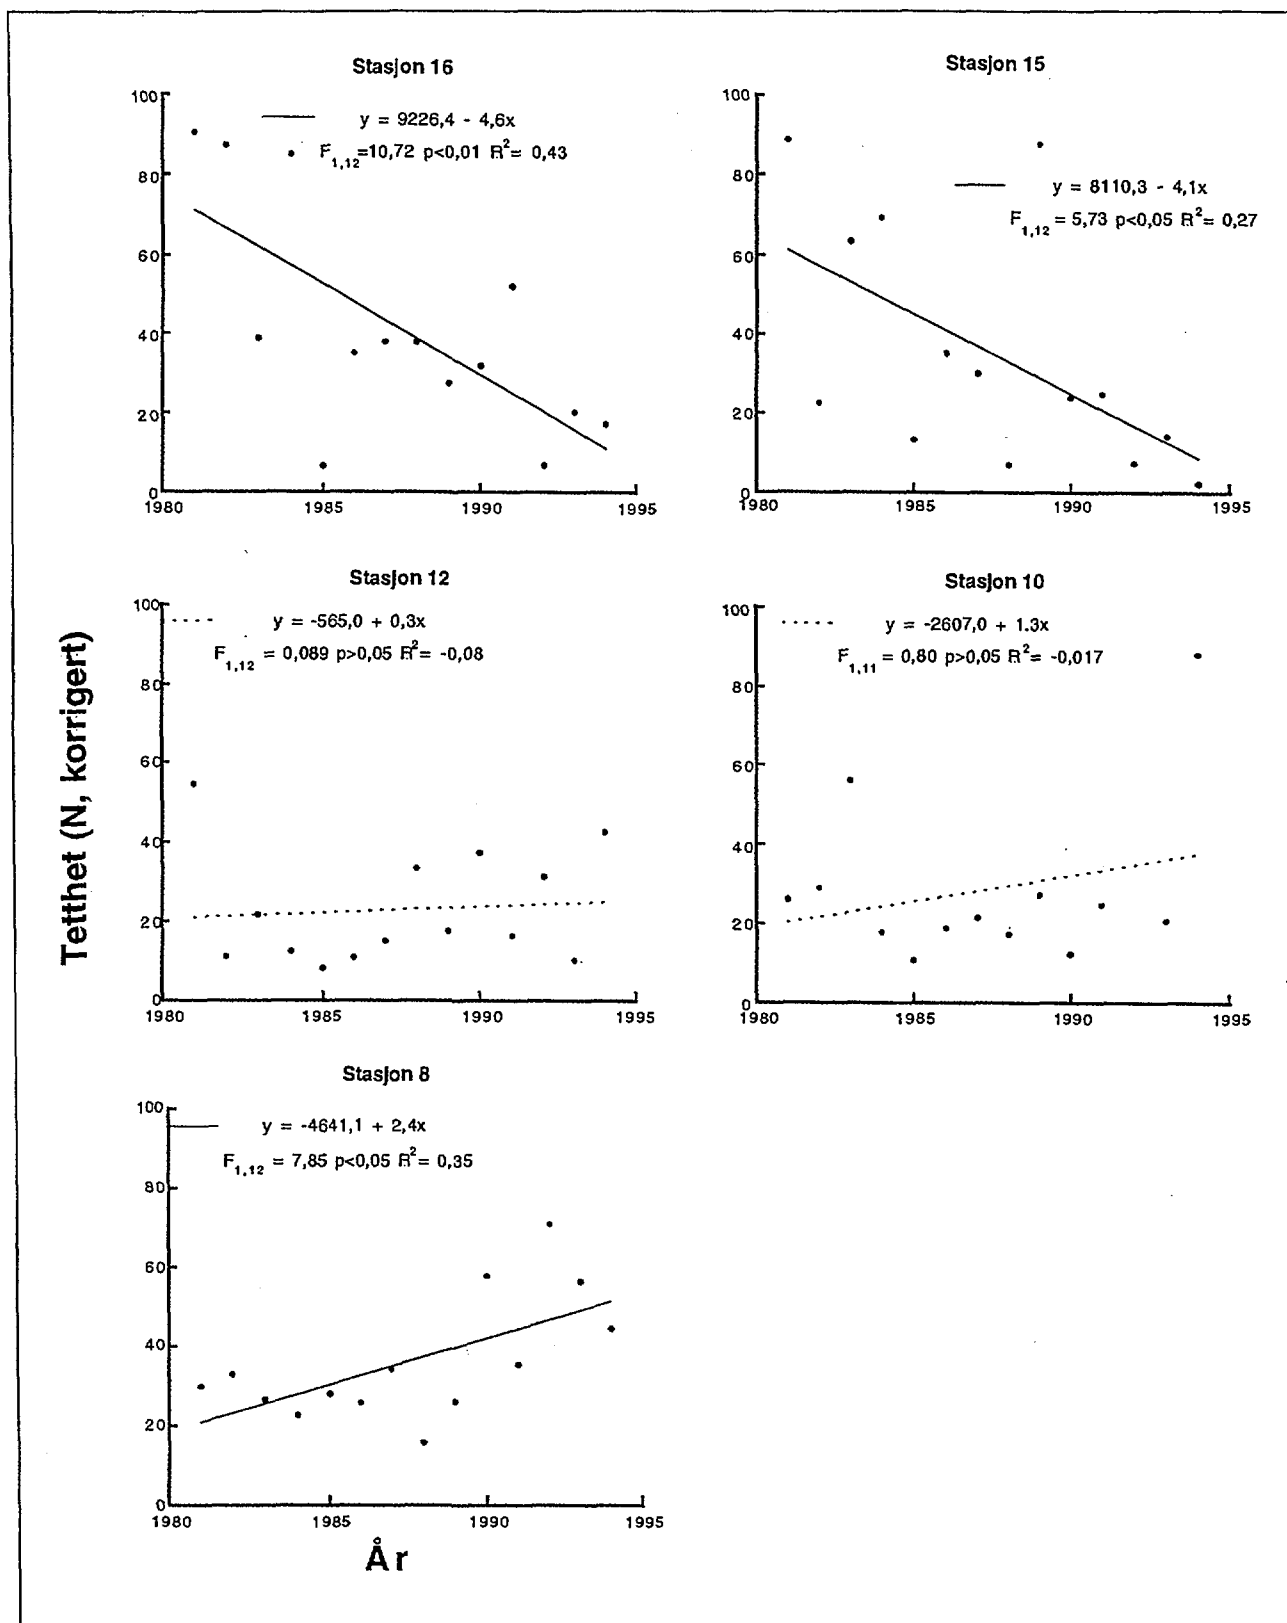 Stasjon 16
100
80
60
40
20
0
1980
1985
1990
1995
y = 9226,4 - 4,6x
F1,12=10,72 p<0,01 R²= 0,43
Stasjon 15
100
80
60
40
20
0
1980
1985
1990
1995
y = 8110,3 - 4,1x
F1,12 = 5,73 p<0,05 R²= 0,27
Tetthet (N, korrigert)
Stasjon 12
100
80
60
40
20
0
1980
1985
1990
1995
y = -565,0 + 0,3x
F1,12 = 0,089 p>0,05 R²= -0,08
Stasjon 10
100
80
60
40
20
0
1980
1985
1990
1995
y = -2607,0 + 1.3x
F1,11 = 0,80 p>0,05 R²= -0,017
Stasjon 8
100
80
60
40
20
0
1980
1985
1990
1995
y = -4641,1 + 2,4x
F1,12 = 7,85 p<0,05 R²= 0,35
År